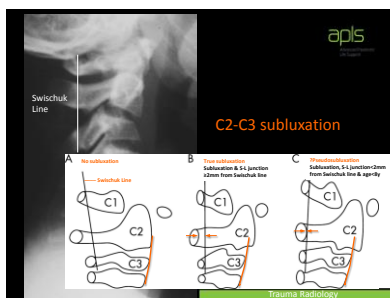 apls
Swischuk
Line
C2-C3 subluxation
A
No subluxation
Swischuk Line
C1
C2
C3
B
True subluxation
Subluxation & S-L junction
≥2mm from Swischuk line
C1
C2
C3
C
?Pseudosubluxation
Subluxation, S-L junction<2mm
from Swischuk line & age<8y
C1
C2
C3
Trauma Radiology